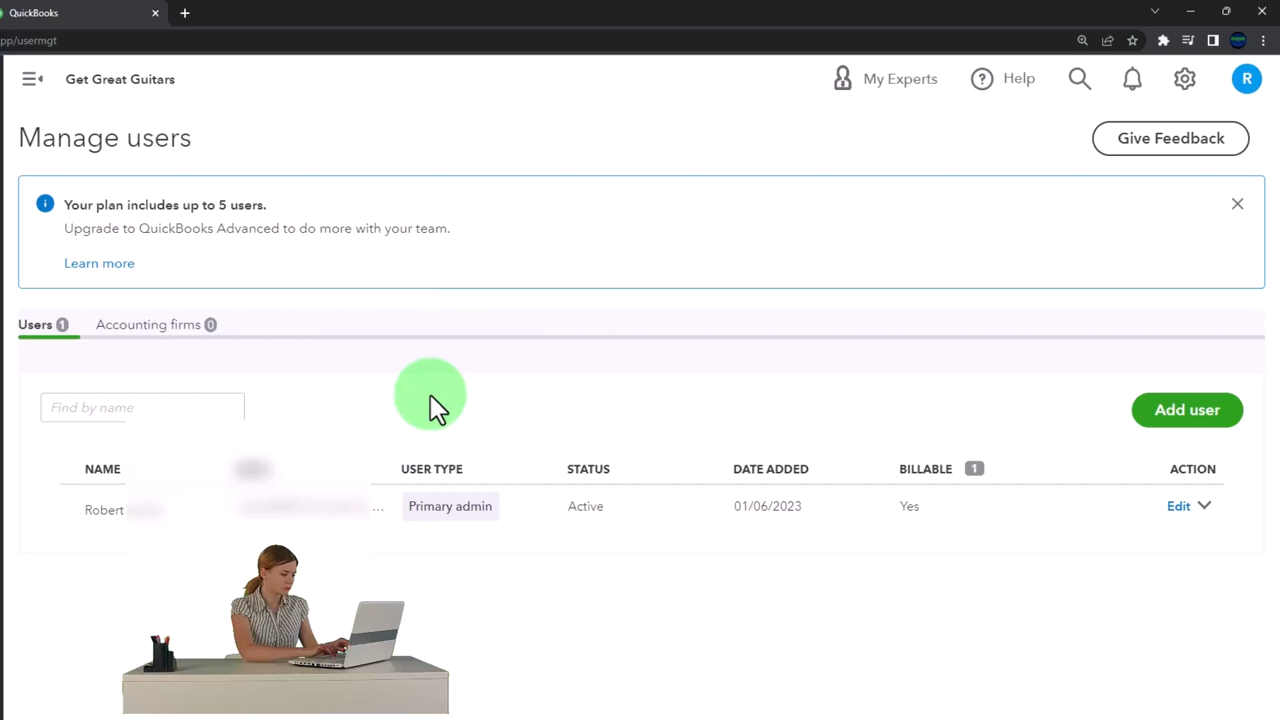 QuickBooks
pp/usermgt
Get Great Guitars
My Experts
Help
R
Manage users
Give Feedback
Your plan includes up to 5 users.
Upgrade to QuickBooks Advanced to do more with your team.
Learn more
Users 1
Accounting firms 0
Find by name
Add user
NAME USER TYPE STATUS DATE ADDED BILLABLE 1 ACTION
Robert ... Primary admin Active 01/06/2023 Yes Edit